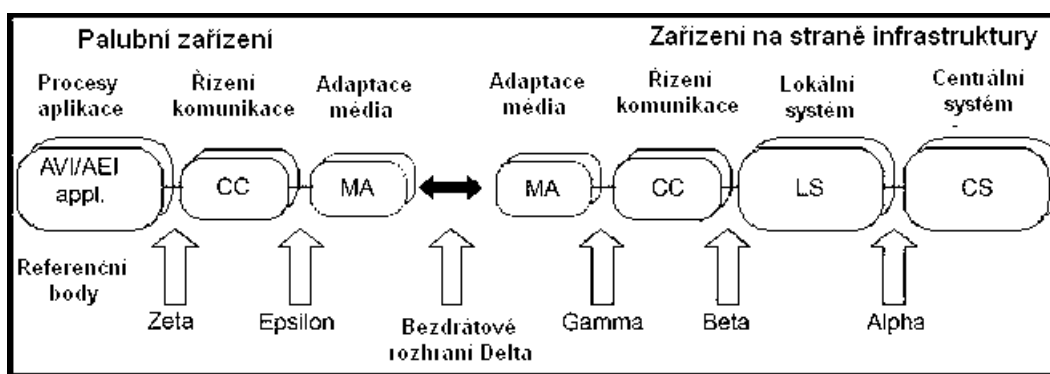 Palubní zařízení
Zařízení na straně infrastruktury
Procesy
aplikace
Řízení
komunikace
Adaptace
média
Adaptace
média
Řízení
komunikace
Lokální
systém
Centrální
systém
AVI/AEI
appl.
CC
MA
MA
CC
LS
CS
Referenční
body
Zeta
Epsilon
Bezdrátové
rozhraní Delta
Gamma
Beta
Alpha